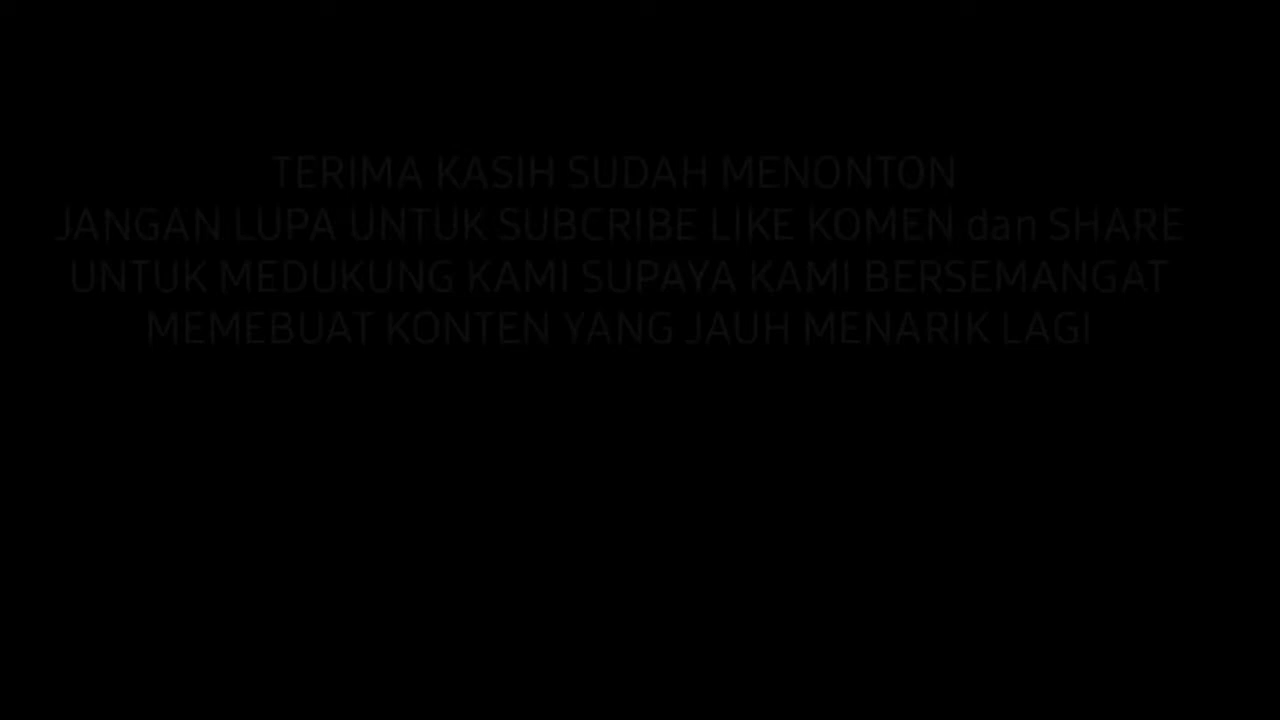 TERIMA KASIH SUDAH MENONTON
JANGAN LUPA UNTUK SUBCRIBE LIKE KOMEN dan SHARE
UNTUK MEDUKUNG KAMI SUPAYA KAMI BERSEMANGAT
MEMEBUAT KONTEN YANG JAUH MENARIK LAGI